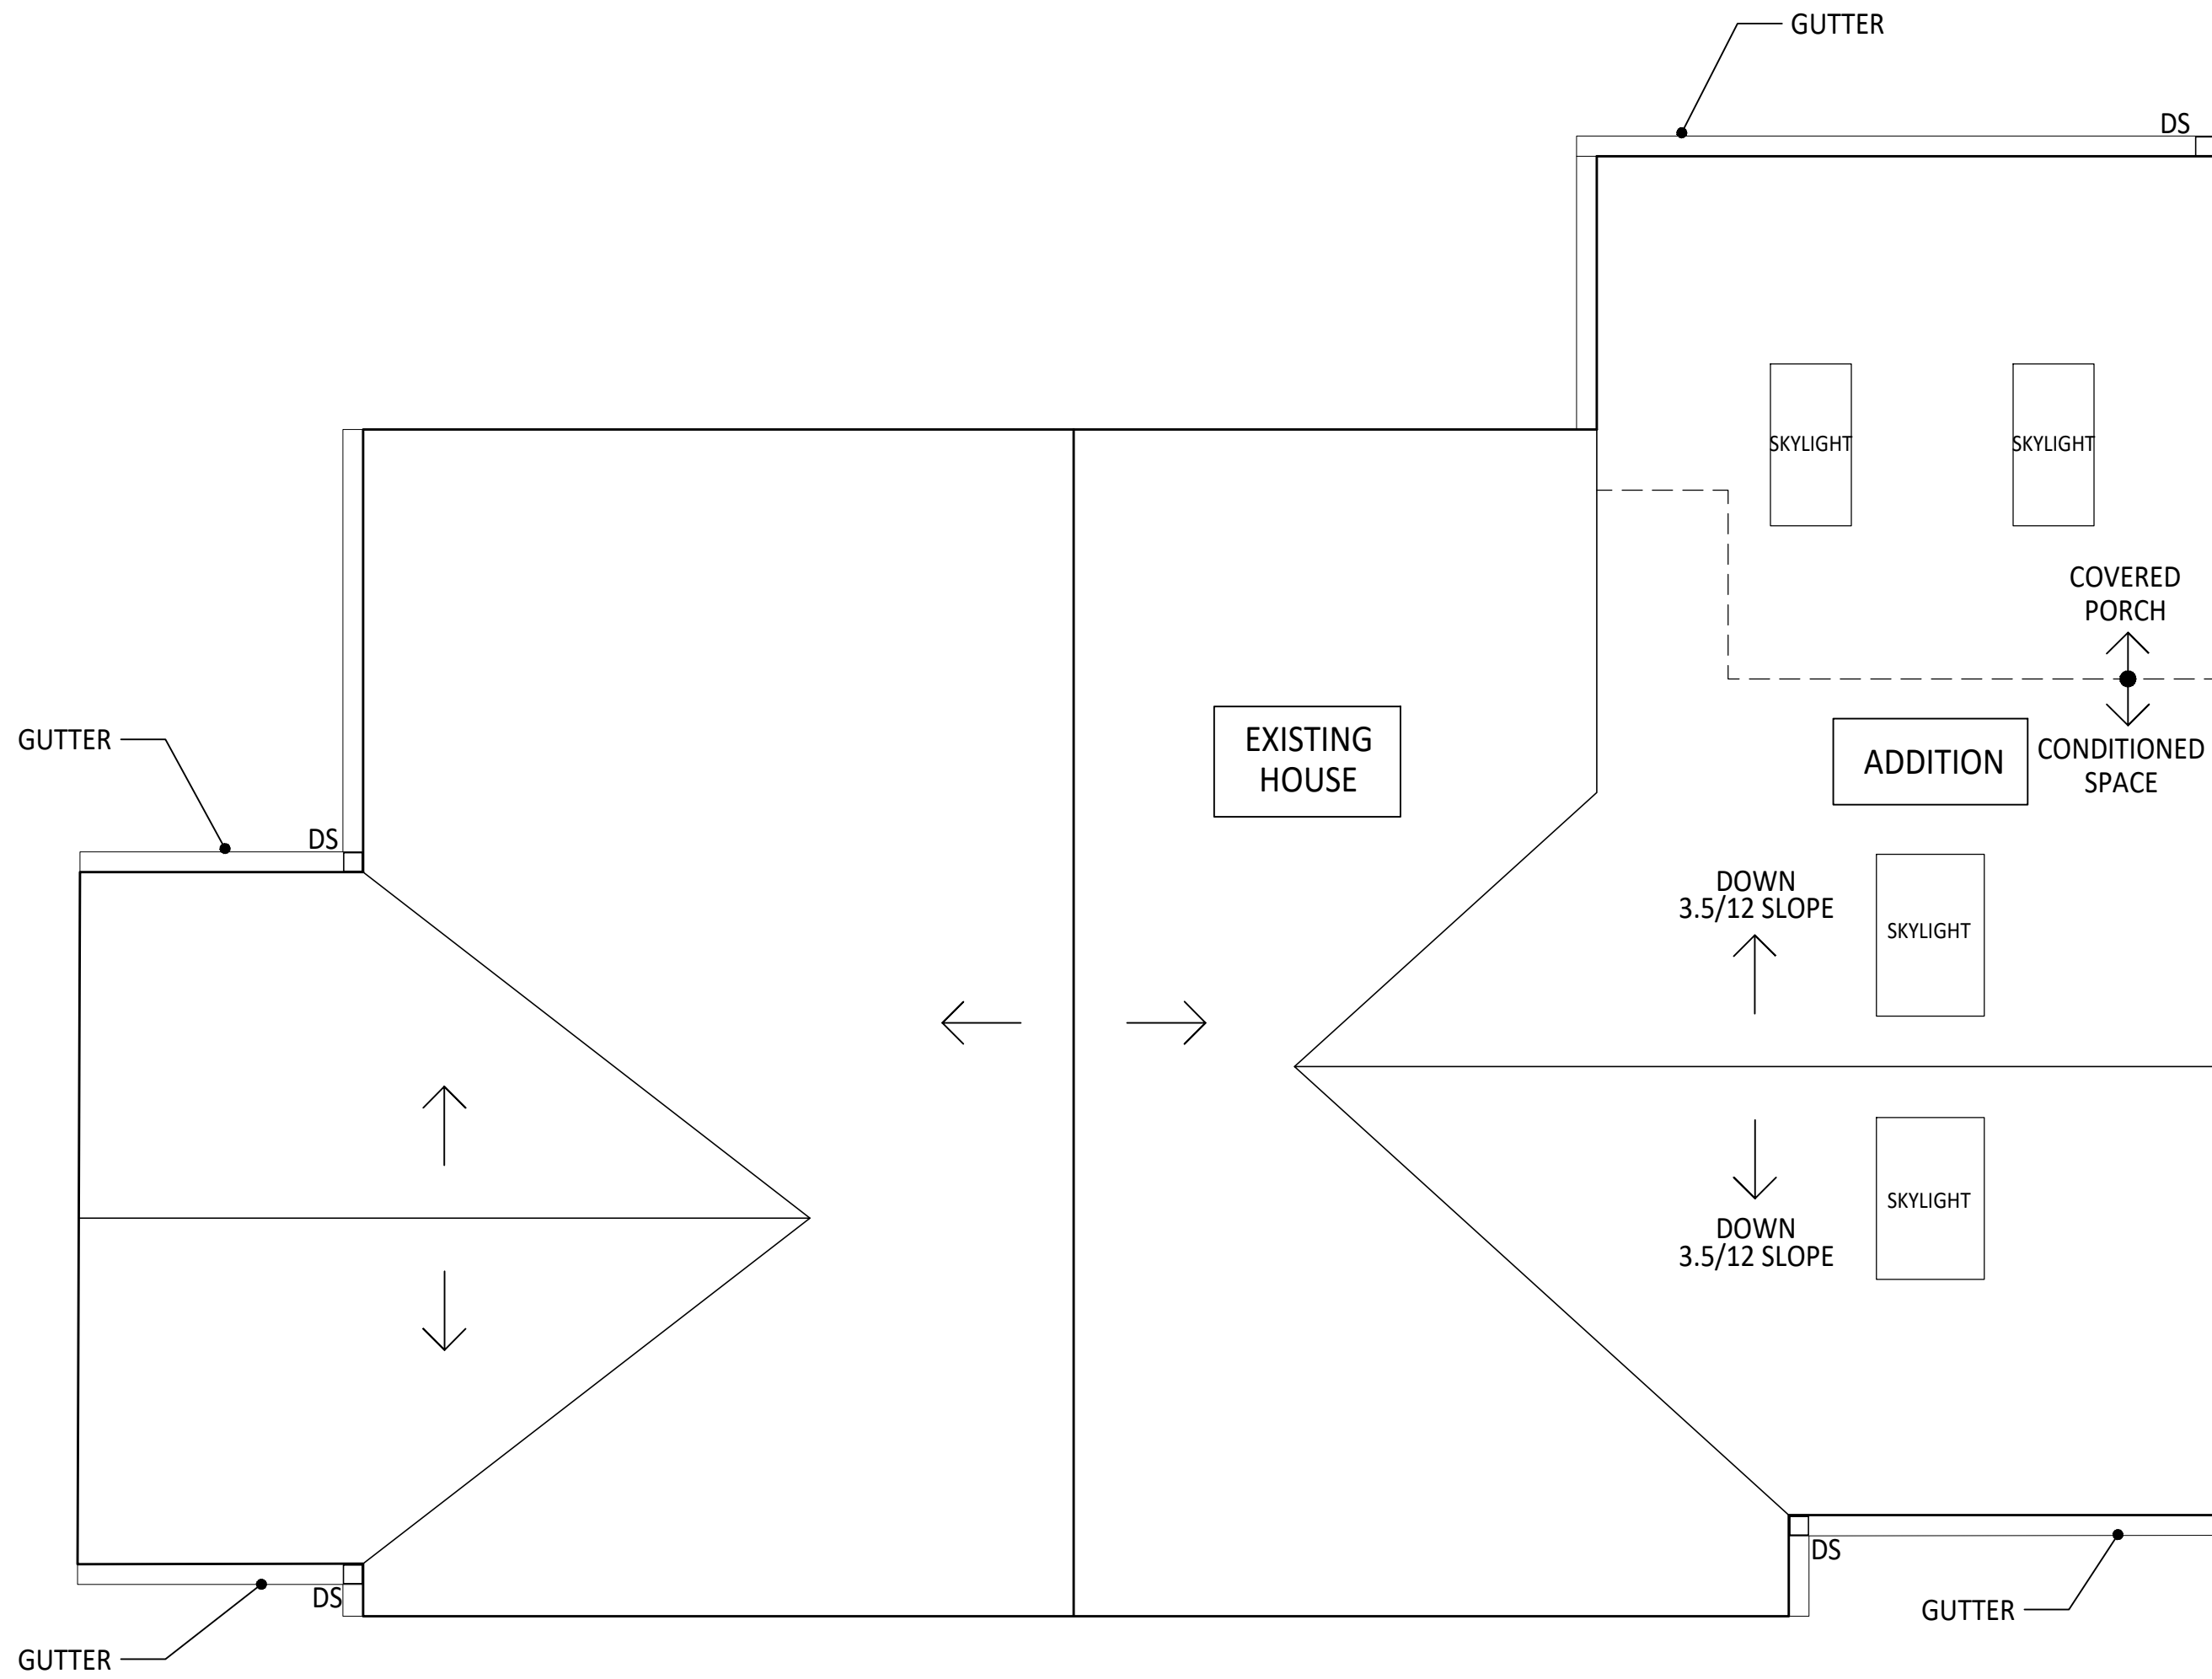 GUTTER
DS
SKYLIGHT
SKYLIGHT
COVERED
PORCH
EXISTING
HOUSE
ADDITION
CONDITIONED
SPACE
GUTTER
DS
DOWN
3.5/12 SLOPE
SKYLIGHT
SKYLIGHT
DOWN
3.5/12 SLOPE
DS
DS
GUTTER
GUTTER